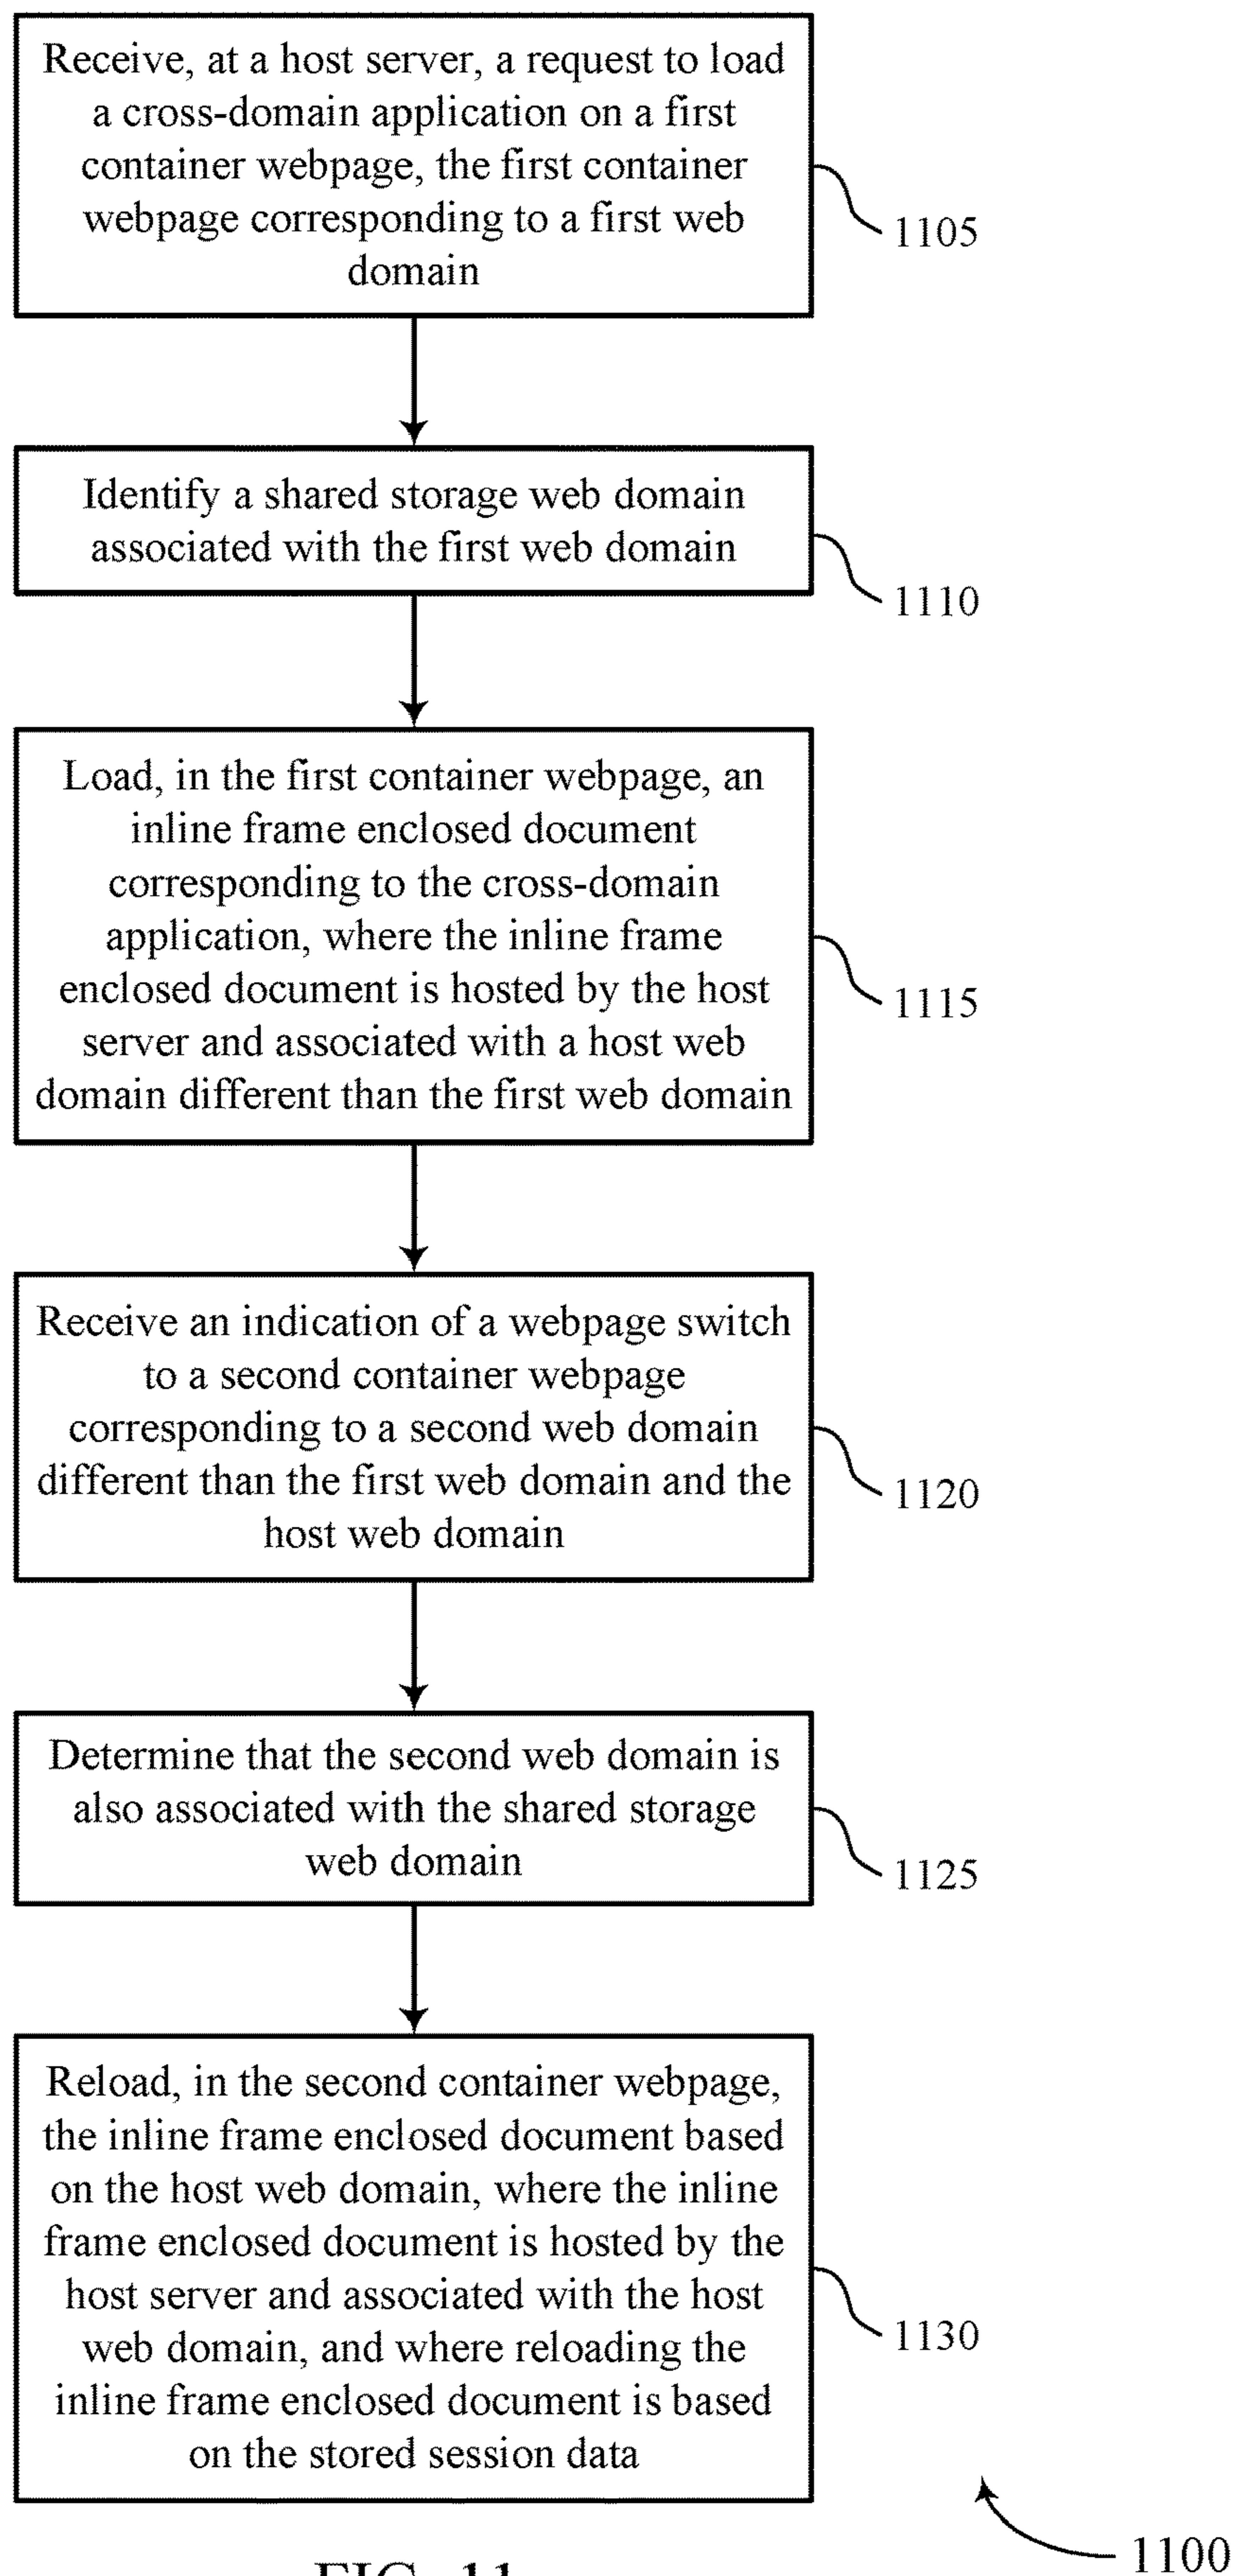 Receive, at a host server, a request to load
a cross-domain application on a first
container webpage, the first container
webpage corresponding to a first web
domain
1105
Identify a shared storage web domain
associated with the first web domain
1110
Load, in the first container webpage, an
inline frame enclosed document
corresponding to the cross-domain
application, where the inline frame
enclosed document is hosted by the host
server and associated with a host web
domain different than the first web domain
1115
Receive an indication of a webpage switch
to a second container webpage
corresponding to a second web domain
different than the first web domain and the
host web domain
1120
Determine that the second web domain is
also associated with the shared storage
web domain
1125
Reload, in the second container webpage,
the inline frame enclosed document based
on the host web domain, where the inline
frame enclosed document is hosted by the
host server and associated with the host
web domain, and where reloading the
inline frame enclosed document is based
on the stored session data
1130
1100
FIG. 11